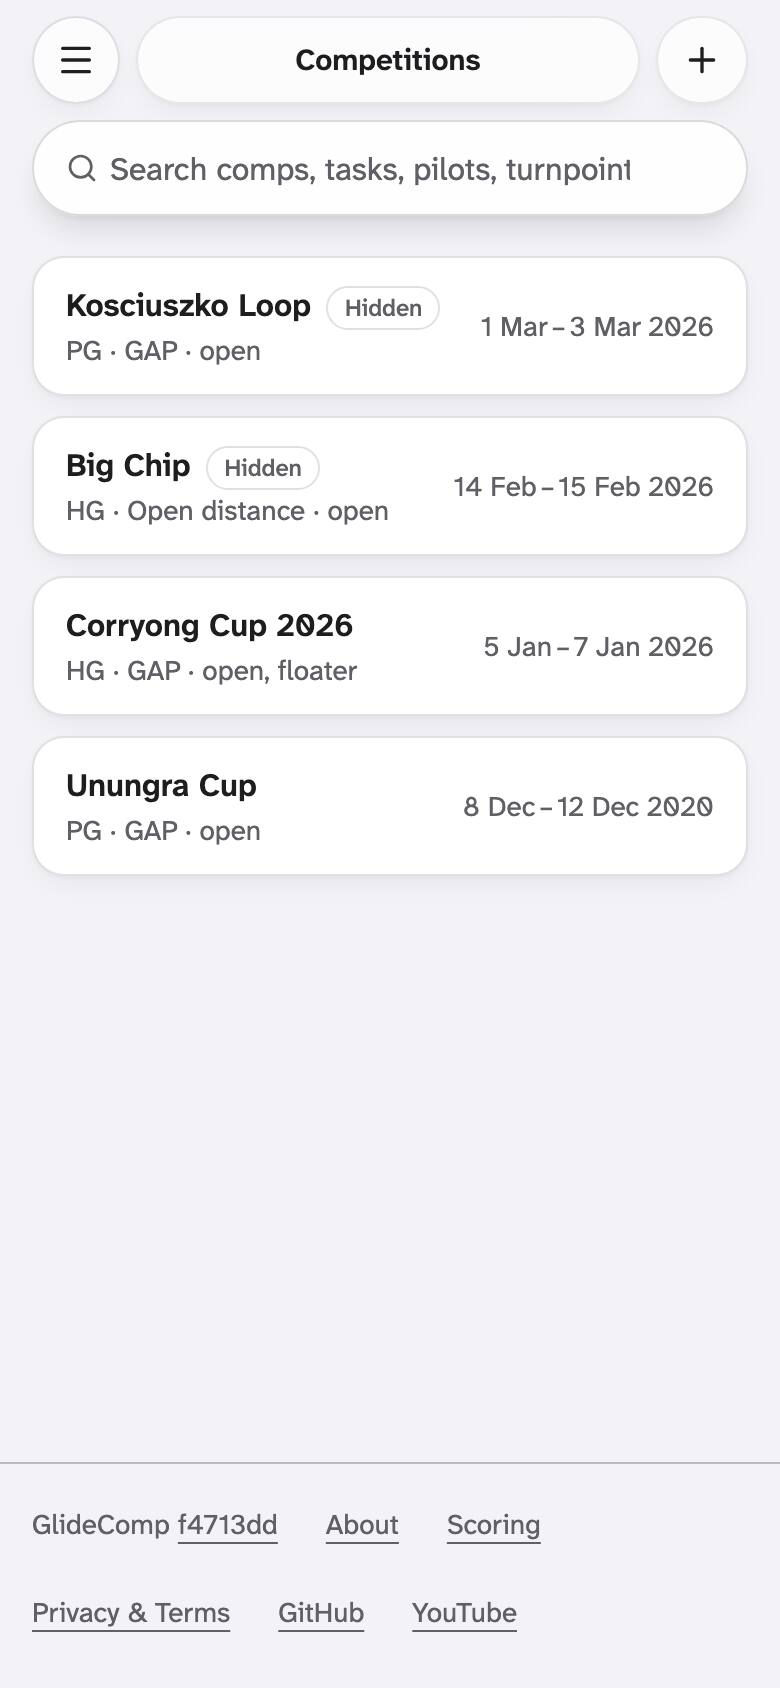 Competitions
Search comps, tasks, pilots, turnpoint
Kosciuszko Loop Hidden
1 Mar – 3 Mar 2026
PG · GAP · open
Big Chip Hidden
14 Feb – 15 Feb 2026
HG · Open distance · open
Corryong Cup 2026
5 Jan – 7 Jan 2026
HG · GAP · open, floater
Unungra Cup
8 Dec – 12 Dec 2020
PG · GAP · open
GlideComp f4713dd About Scoring
Privacy & Terms GitHub YouTube